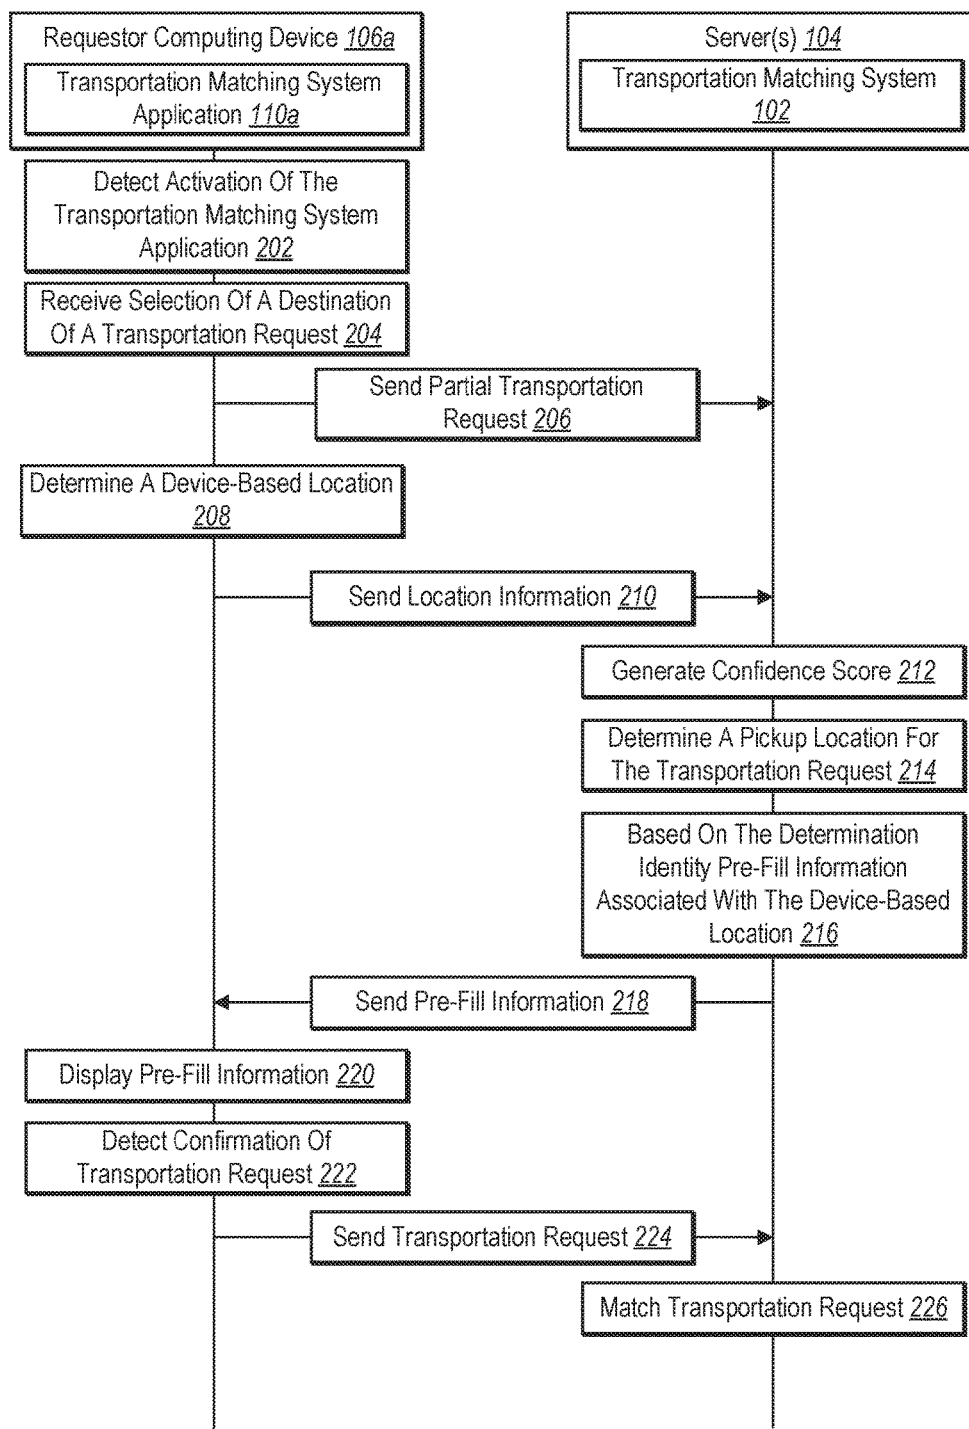 Requestor Computing Device 106a
Transportation Matching System
Application 110a
Server(s) 104
Transportation Matching System
102
Detect Activation Of The
Transportation Matching System
Application 202
Receive Selection Of A Destination
Of A Transportation Request 204
Send Partial Transportation
Request 206
Determine A Device-Based Location
208
Send Location Information 210
Generate Confidence Score 212
Determine A Pickup Location For
The Transportation Request 214
Based On The Determination
Identity Pre-Fill Information
Associated With The Device-Based
Location 216
Send Pre-Fill Information 218
Display Pre-Fill Information 220
Detect Confirmation Of
Transportation Request 222
Send Transportation Request 224
Match Transportation Request 226